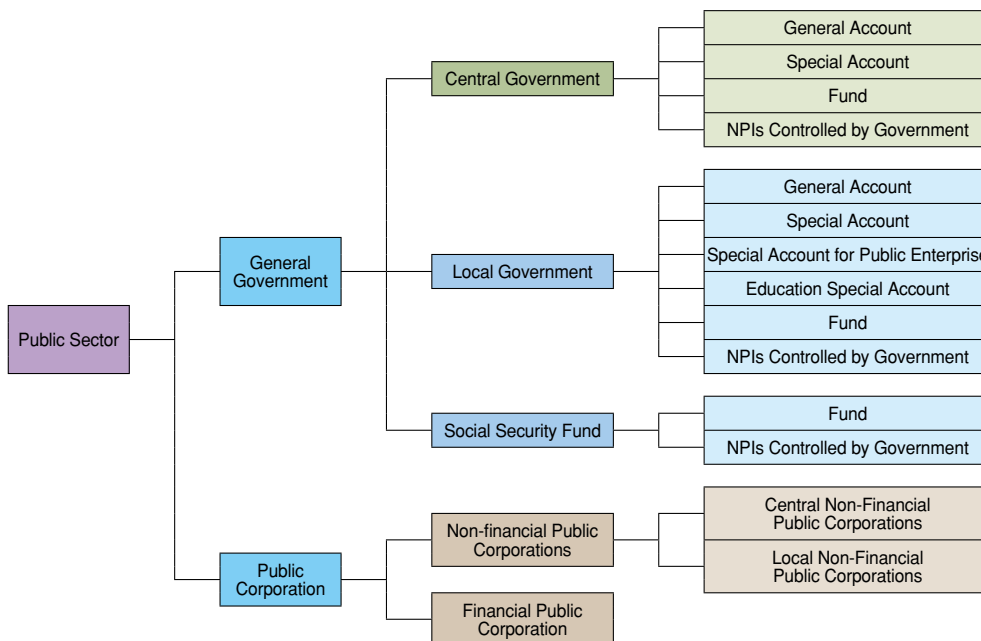 Public Sector
General
Government
Central Government
General Account
Special Account
Fund
NPIs Controlled by Government
Local Government
General Account
Special Account
Special Account for Public Enterprise
Education Special Account
Fund
NPIs Controlled by Government
Social Security Fund
Fund
NPIs Controlled by Government
Public
Corporation
Non-financial Public
Corporations
Central Non-Financial
Public Corporations
Local Non-Financial
Public Corporations
Financial Public
Corporation